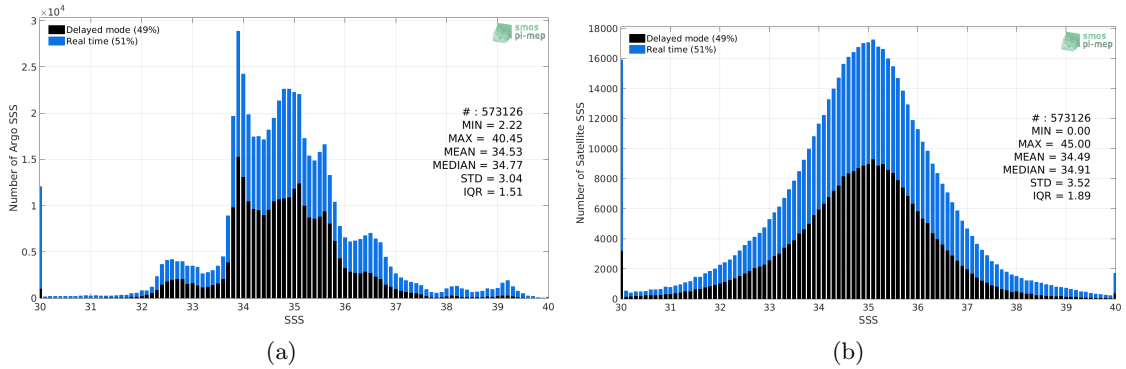 ×10⁴
Delayed mode (49%)
Real time (51%)
smos
pi-mep
# : 573126
MIN = 2.22
MAX = 40.45
MEAN = 34.53
MEDIAN = 34.77
STD = 3.04
IQR = 1.51
Number of Argo SSS
3
2.5
2
1.5
1
0.5
0
30 31 32 33 34 35 36 37 38 39 40
SSS
(a)
Delayed mode (49%)
Real time (51%)
smos
pi-mep
# : 573126
MIN = 0.00
MAX = 45.00
MEAN = 34.49
MEDIAN = 34.91
STD = 3.52
IQR = 1.89
Number of Satellite SSS
18000
16000
14000
12000
10000
8000
6000
4000
2000
0
30 31 32 33 34 35 36 37 38 39 40
SSS
(b)